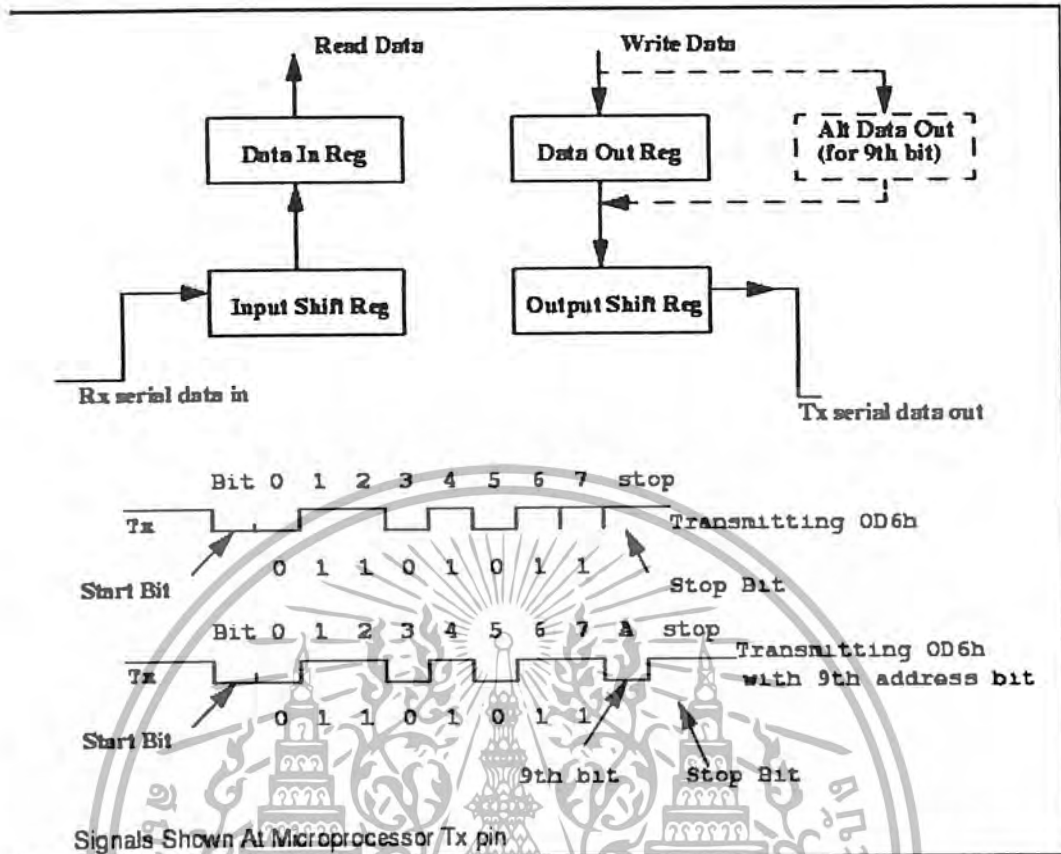 Read Data
Write Data
Data In Reg
Data Out Reg
Alt Data Out
(for 9th bit)
Input Shift Reg
Output Shift Reg
Rx serial data in
Tx serial data out
Bit 0 1 2 3 4 5 6 7 stop
Tx
Transmitting 0D6h
0 1 1 0 1 0 1 1
Start Bit
Stop Bit
Bit 0 1 2 3 4 5 6 7 A stop
Tx
Transmitting 0D6h
with 9th address bit
0 1 1 0 1 0 1 1
Start Bit
9th bit
Stop Bit
Signals Shown At Microprocessor Tx pin